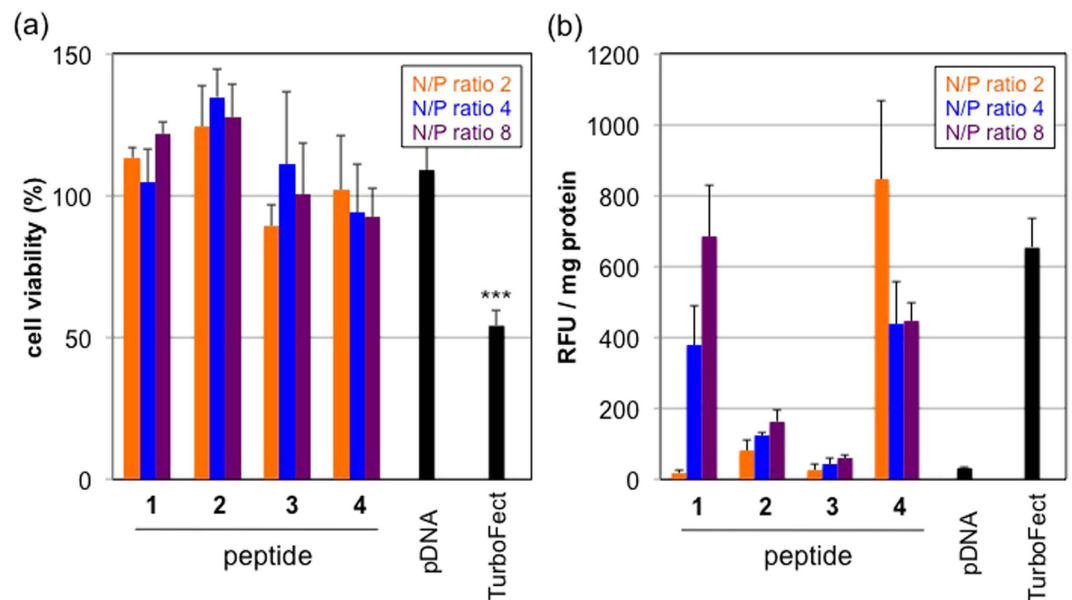 (a)
150
100
50
0
cell viability (%)
N/P ratio 2
N/P ratio 4
N/P ratio 8
***
1 2 3 4
peptide
pDNA
TurboFect
(b)
1200
1000
800
600
400
200
0
RFU / mg protein
N/P ratio 2
N/P ratio 4
N/P ratio 8
1 2 3 4
peptide
pDNA
TurboFect